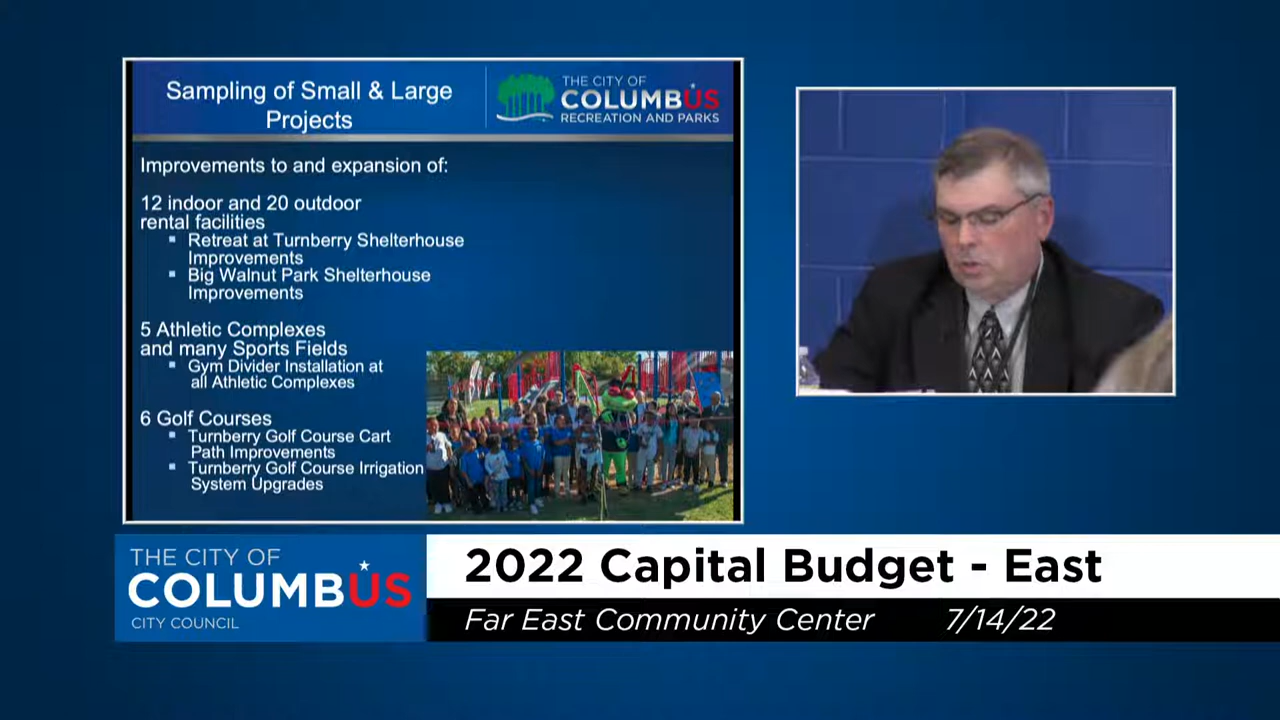 Sampling of Small & Large
Projects
THE CITY OF
COLUMBUS
RECREATION AND PARKS
Improvements to and expansion of:
12 indoor and 20 outdoor
rental facilities
▪ Retreat at Turnberry Shelterhouse
Improvements
▪ Big Walnut Park Shelterhouse
Improvements
5 Athletic Complexes
and many Sports Fields
▪ Gym Divider Installation at
all Athletic Complexes
6 Golf Courses
▪ Turnberry Golf Course Cart
Path Improvements
▪ Turnberry Golf Course Irrigation
System Upgrades
THE CITY OF
COLUMBUS
CITY COUNCIL
2022 Capital Budget - East
Far East Community Center 7/14/22